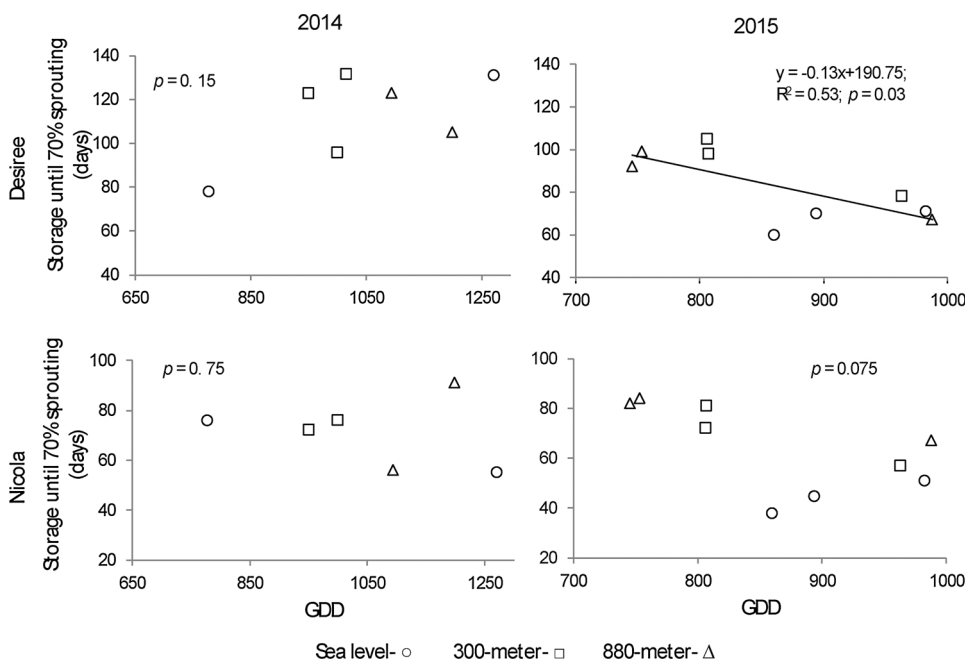 2014
2015
Desiree
Storage until 70% sprouting
(days)
140
120
100
80
60
40
650
850
1050
1250
p = 0. 15
140
120
100
80
60
40
700
800
900
1000
y = -0.13x+190.75;
R² = 0.53; p = 0.03
Nicola
Storage until 70% sprouting
(days)
100
80
60
40
20
650
850
1050
1250
p = 0. 75
GDD
100
80
60
40
20
700
800
900
1000
p = 0.075
GDD
Sea level- 300-meter- 880-meter-